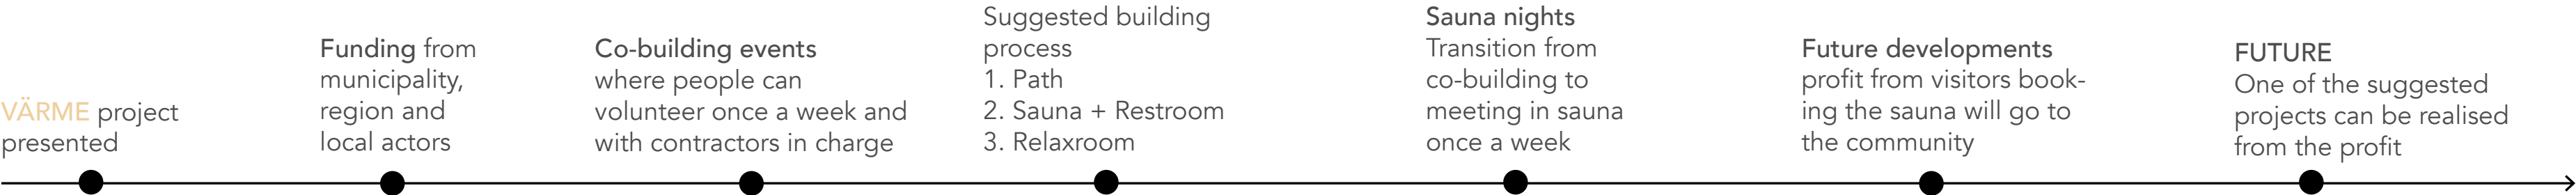 VÄRME project
presented
Funding from
municipality,
region and
local actors
Co-building events
where people can
volunteer once a week and
with contractors in charge
Suggested building
process
1. Path
2. Sauna + Restroom
3. Relaxroom
Sauna nights
Transition from
co-building to
meeting in sauna
once a week
Future developments
profit from visitors book-
ing the sauna will go to
the community
FUTURE
One of the suggested
projects can be realised
from the profit